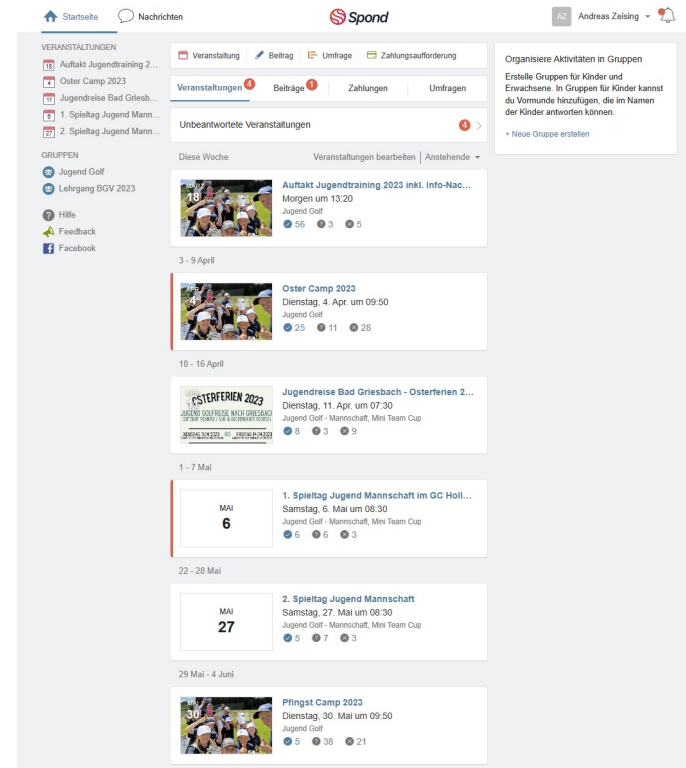 Startseite
Nachrichten
Spond
AZ
Andreas Zeising
VERANSTALTUNGEN
18 Auftakt Jugendtraining 2...
4 Oster Camp 2023
11 Jugendreise Bad Griesb...
6 1. Spieltag Jugend Mann...
27 2. Spieltag Jugend Mann...
GRUPPEN
Jugend Golf
Lehrgang BGV 2023
Hilfe
Feedback
Facebook
Veranstaltung Beitrag Umfrage Zahlungsaufforderung
Veranstaltungen 4 Beiträge 1 Zahlungen Umfragen
Unbeantwortete Veranstaltungen 4
Diese Woche Veranstaltungen bearbeiten | Anstehende
MÄRZ
18
Auftakt Jugendtraining 2023 inkl. Info-Nac...
Morgen um 13:20
Jugend Golf
56 3 5
3 - 9 April
APR.
4
Oster Camp 2023
Dienstag, 4. Apr. um 09:50
Jugend Golf
25 11 28
10 - 16 April
OSTERFERIEN 2023
JUGEND GOLFREISE NACH GRIESBACH
Jugendreise Bad Griesbach - Osterferien 2...
Dienstag, 11. Apr. um 07:30
Jugend Golf - Mannschaft, Mini Team Cup
8 3 9
1 - 7 Mai
MAI
6
1. Spieltag Jugend Mannschaft im GC Holl...
Samstag, 6. Mai um 08:30
Jugend Golf - Mannschaft, Mini Team Cup
6 6 3
22 - 28 Mai
MAI
27
2. Spieltag Jugend Mannschaft
Samstag, 27. Mai um 08:30
Jugend Golf - Mannschaft, Mini Team Cup
5 7 3
29 Mai - 4 Juni
MAI
30
Pfingst Camp 2023
Dienstag, 30. Mai um 09:50
Jugend Golf
5 38 21
Organisiere Aktivitäten in Gruppen
Erstelle Gruppen für Kinder und
Erwachsene. In Gruppen für Kinder kannst
du Vormunde hinzufügen, die im Namen
der Kinder antworten können.
+ Neue Gruppe erstellen